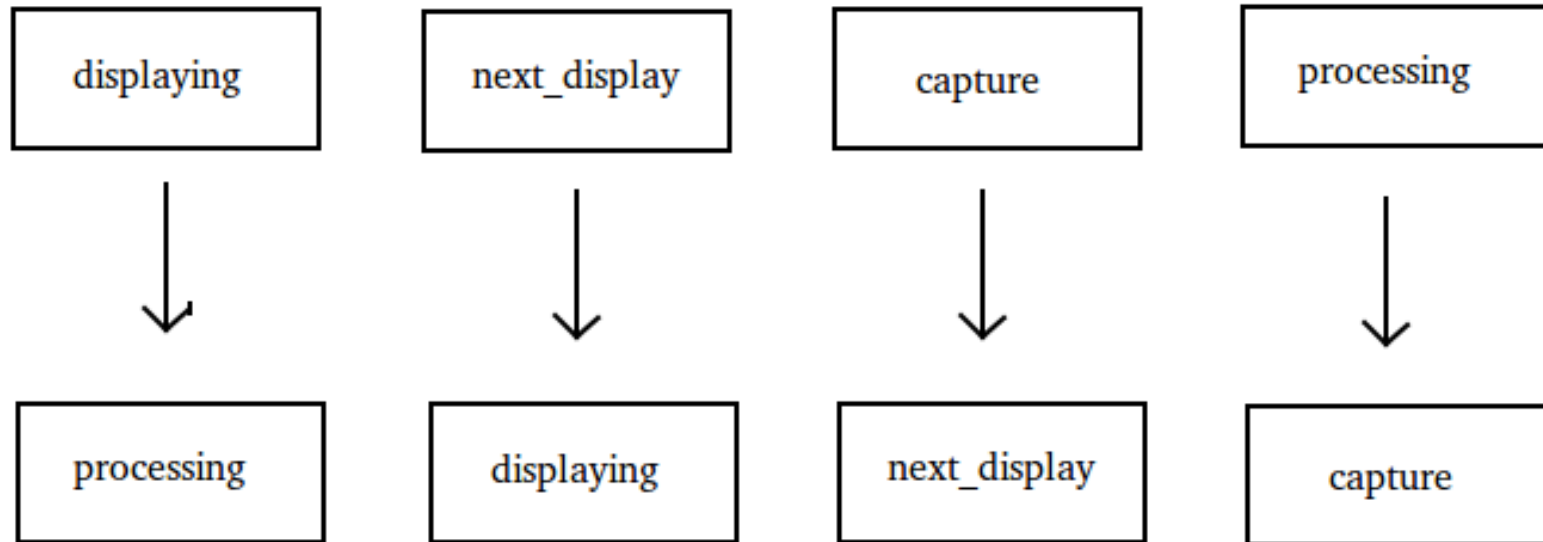 displaying
next_display
capture
processing
processing
displaying
next_display
capture